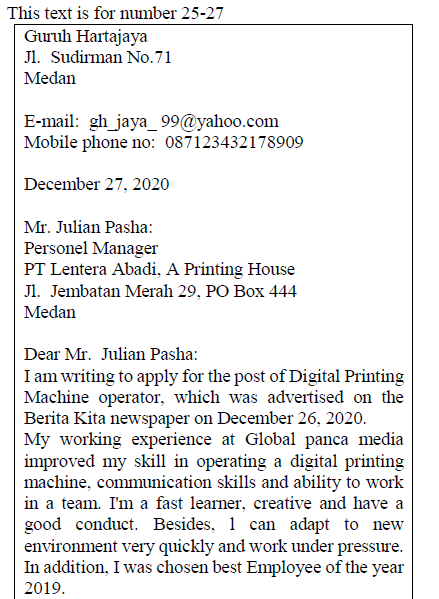 This text is for number 25-27
Guruh Hartajaya
Jl.  Sudirman No.71
Medan
E-mail:  gh_jaya_ 99@yahoo.com
Mobile phone no:  087123432178909
December 27, 2020
Mr. Julian Pasha:
Personel Manager
PT Lentera Abadi, A Printing House
Jl.  Jembatan Merah 29, PO Box 444
Medan
Dear Mr.  Julian Pasha:
I am writing to apply for the post of Digital Printing
Machine operator, which was advertised on the
Berita Kita newspaper on December 26, 2020.
My working experience at Global panca media
improved my skill in operating a digital printing
machine, communication skills and ability to work
in a team. I'm a fast learner, creative and have a
good conduct. Besides, l can adapt to new
environment very quickly and work under pressure.
In addition, I was chosen best Employee of the year
2019.